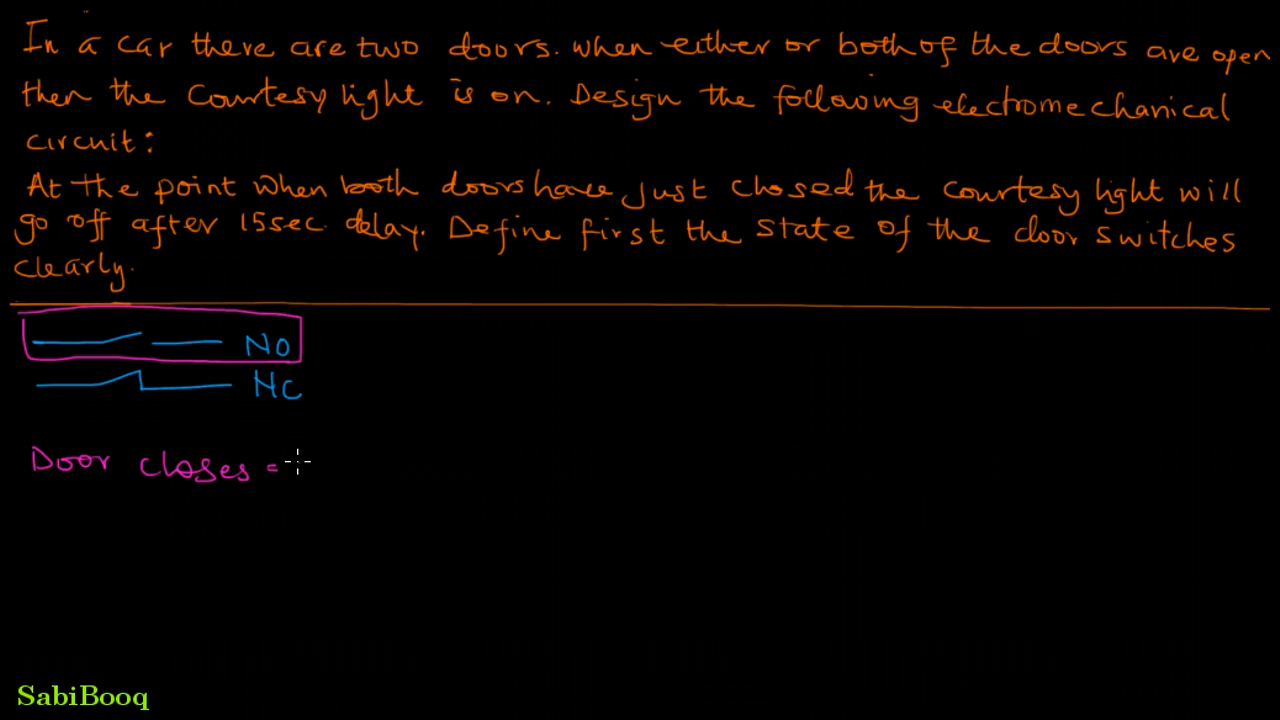 In a car there are two doors. when either or both of the doors are open
then the Courtesy light is on. Design the following electromechanical
circuit:
At the point when both doors have just closed the courtesy light will
go off after 15sec. delay. Define first the state of the door switches
clearly.
NO
NC
Door closes =
SabiBooq